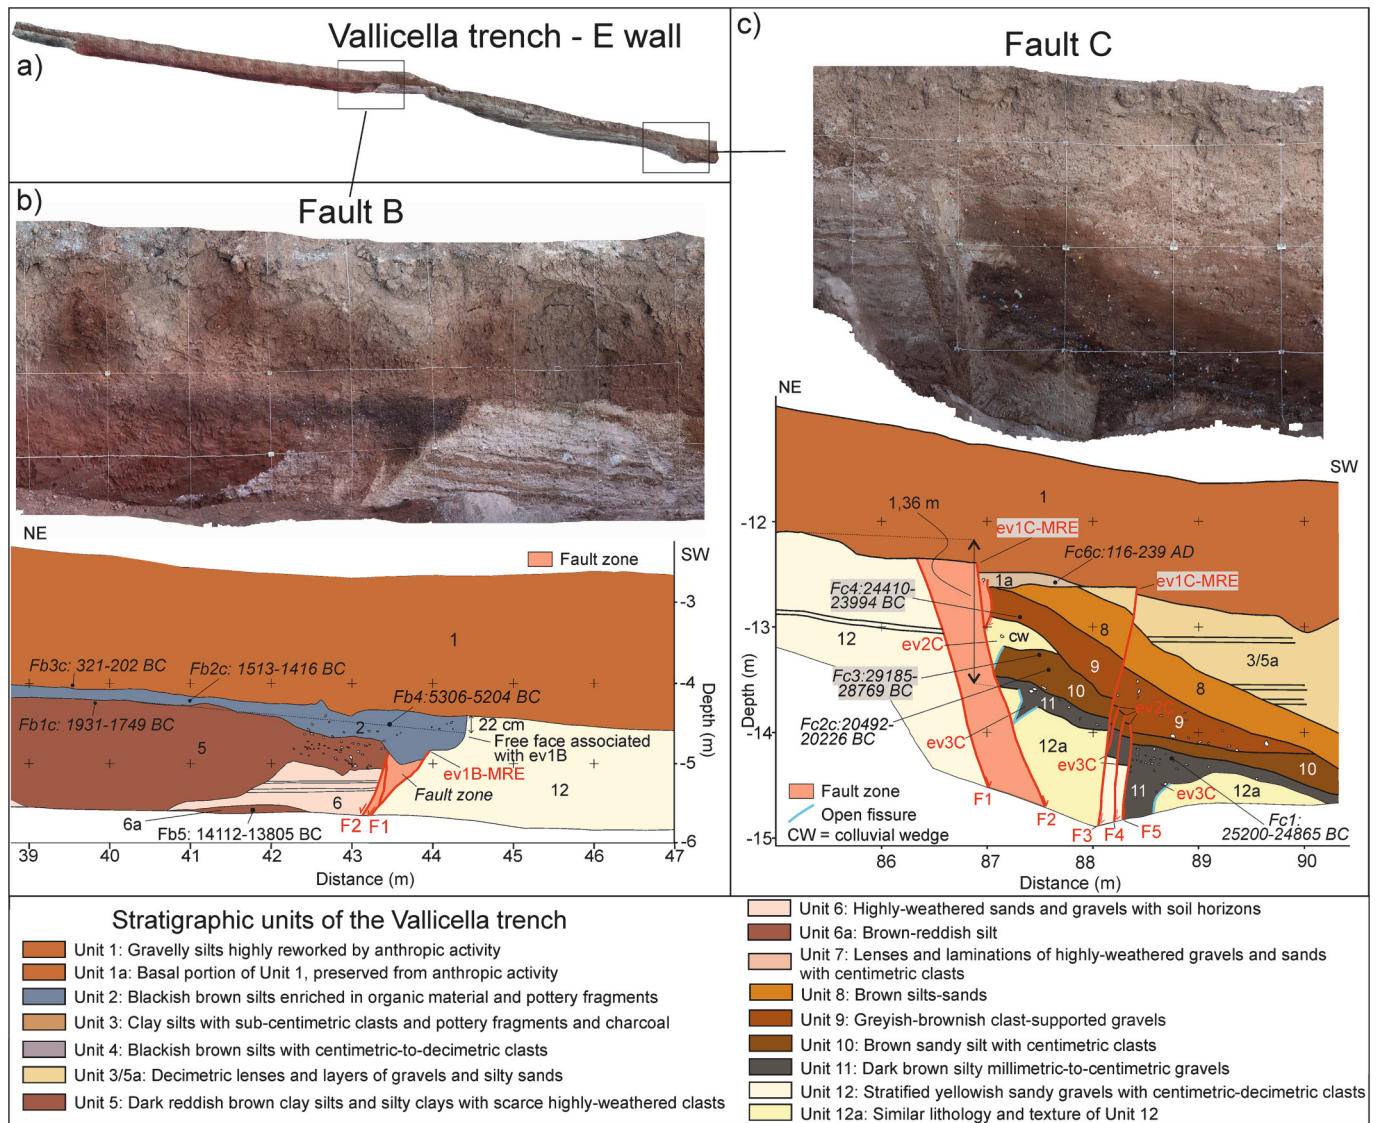 a)
Vallicella trench - E wall
b)
Fault B
NE
SW
Fault zone
-3
-4
-5
-6
Depth (m)
1
Fb3c: 321-202 BC
Fb2c: 1513-1416 BC
Fb4:5306-5204 BC
Fb1c: 1931-1749 BC
2
22 cm
Free face associated
with ev1B
5
ev1B-MRE
Fault zone
12
6
6a
F2
F1
Fb5: 14112-13805 BC
39
40
41
42
43
44
45
46
47
Distance (m)
c)
Fault C
NE
SW
-12
-13
-14
-15
Depth (m)
1
1,36 m
ev1C-MRE
Fc6c:116-239 AD
?
1a
ev1C-MRE
Fc4:24410-
23994 BC
12
ev2C
cw
8
9
3/5a
Fc3:29185-
28769 BC
10
8
11
ev2C
9
Fc2c:20492-
20226 BC
ev3C
12a
ev3C
10
11
ev3C
12a
Fault zone
F1
Open fissure
F2
CW = colluvial wedge
F3
F4
F5
Fc1:
25200-24865 BC
86
87
88
89
90
Distance (m)
Stratigraphic units of the Vallicella trench
Unit 1: Gravelly silts highly reworked by anthropic activity
Unit 1a: Basal portion of Unit 1, preserved from anthropic activity
Unit 2: Blackish brown silts enriched in organic material and pottery fragments
Unit 3: Clay silts with sub-centimetric clasts and pottery fragments and charcoal
Unit 4: Blackish brown silts with centimetric-to-decimetric clasts
Unit 3/5a: Decimetric lenses and layers of gravels and silty sands
Unit 5: Dark reddish brown clay silts and silty clays with scarce highly-weathered clasts
Unit 6: Highly-weathered sands and gravels with soil horizons
Unit 6a: Brown-reddish silt
Unit 7: Lenses and laminations of highly-weathered gravels and sands
with centimetric clasts
Unit 8: Brown silts-sands
Unit 9: Greyish-brownish clast-supported gravels
Unit 10: Brown sandy silt with centimetric clasts
Unit 11: Dark brown silty millimetric-to-centimetric gravels
Unit 12: Stratified yellowish sandy gravels with centimetric-decimetric clasts
Unit 12a: Similar lithology and texture of Unit 12